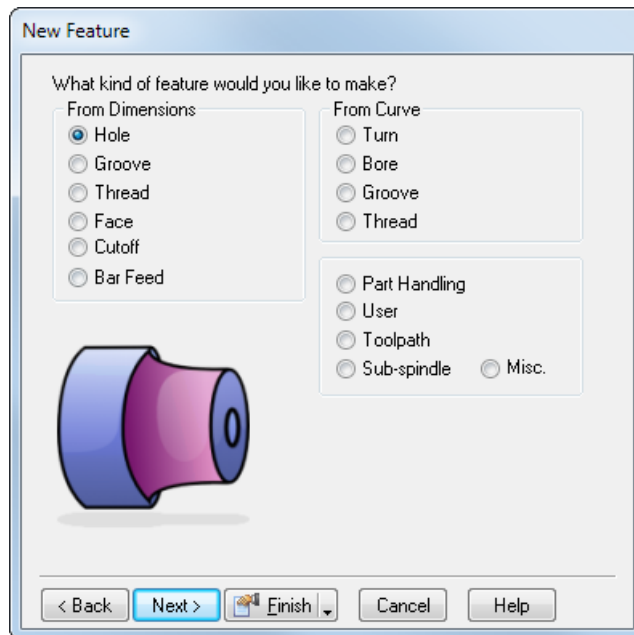 New Feature
What kind of feature would you like to make?
From Dimensions
Hole
Groove
Thread
Face
Cutoff
Bar Feed
From Curve
Turn
Bore
Groove
Thread
Part Handling
User
Toolpath
Sub-spindle
Misc.
< Back
Next >
Finish
Cancel
Help